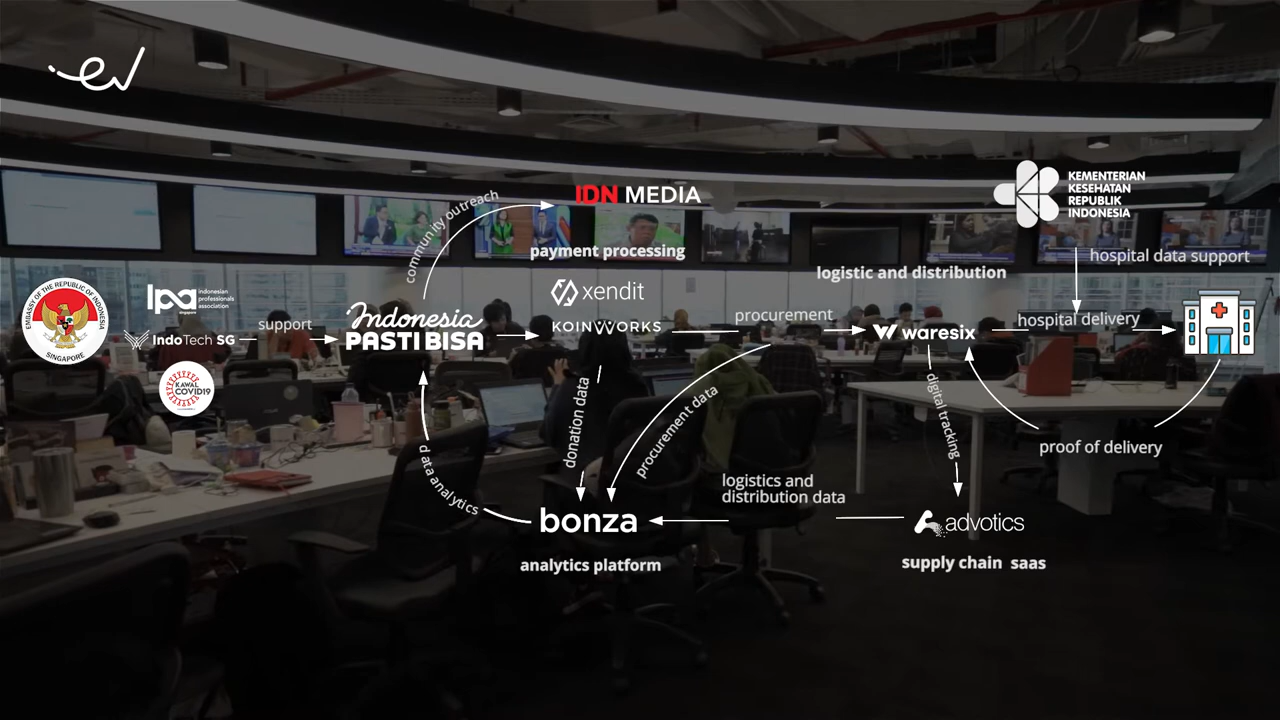 ev
IDN MEDIA
community outreach
payment processing
KEMENTERIAN
KESEHATAN
REPUBLIK
INDONESIA
hospital data support
logistic and distribution
EMBASSY OF THE REPUBLIC OF INDONESIA
SINGAPORE
ipa indonesian
professionals
association
singapore
IndoTech SG
support
KAWAL
COVID19
Indonesia
PASTI BISA
xendit
KOINWORKS
procurement
waresix
hospital delivery
digital tracking
proof of delivery
donation data
procurement data
data analytics
logistics and
distribution data
bonza
analytics platform
advotics
supply chain saas